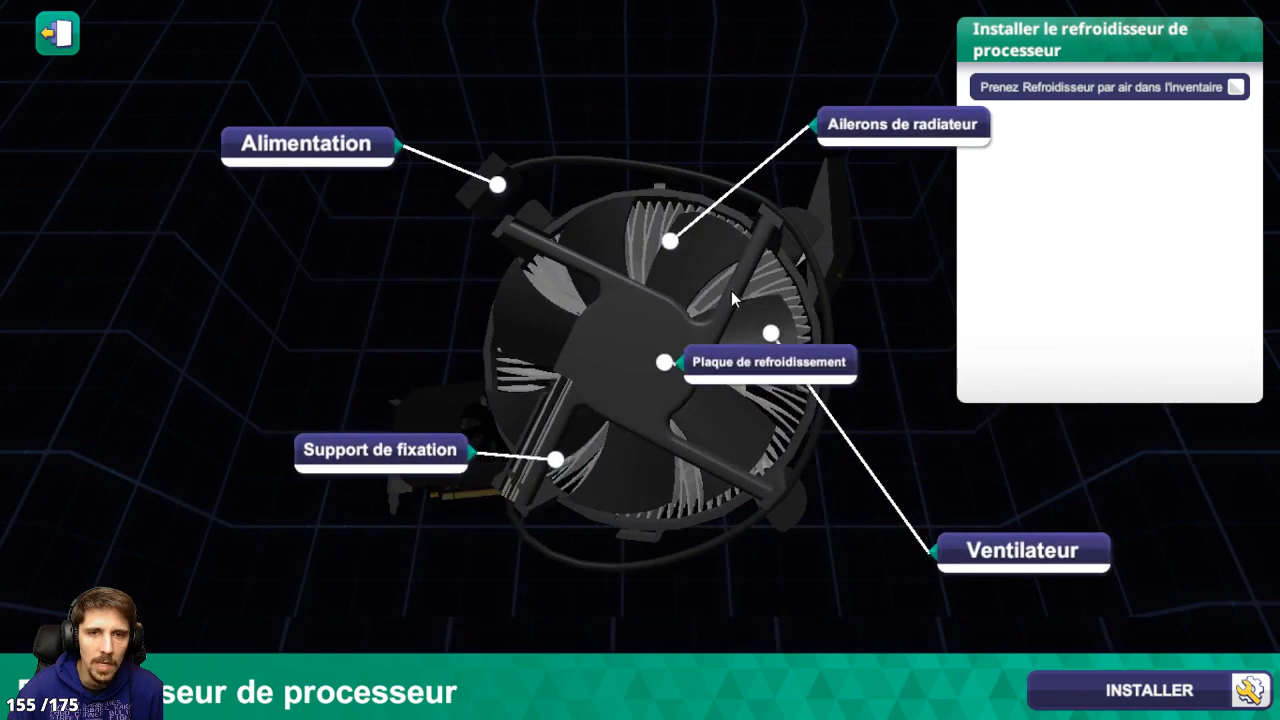 Installer le refroidisseur de
processeur
Prenez Refroidisseur par air dans l'inventaire
Alimentation
Ailerons de radiateur
Plaque de refroidissement
Support de fixation
Ventilateur
seur de processeur
INSTALLER
155 /175